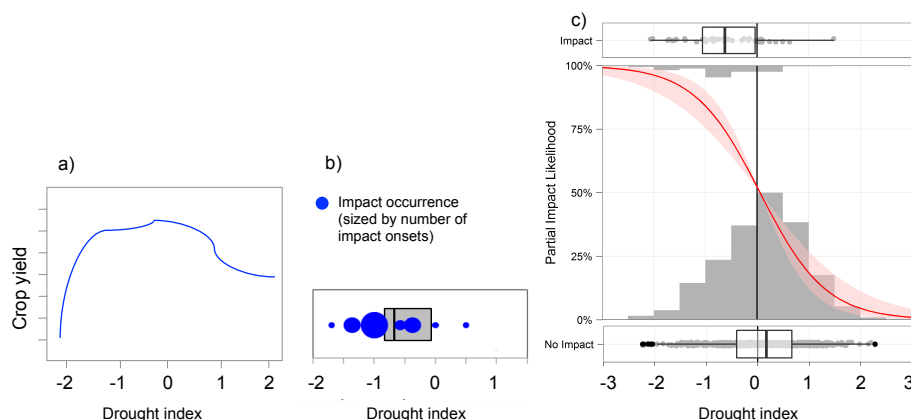 a)
Crop yield
-2
-1
0
1
2
Drought index
b)
Impact occurrence
(sized by number of
impact onsets)
-2
-1
0
1
Drought index
c)
Impact
100%
75%
50%
25%
0%
Partial Impact Likelihood
No Impact
-3
-2
-1
0
1
2
3
Drought index